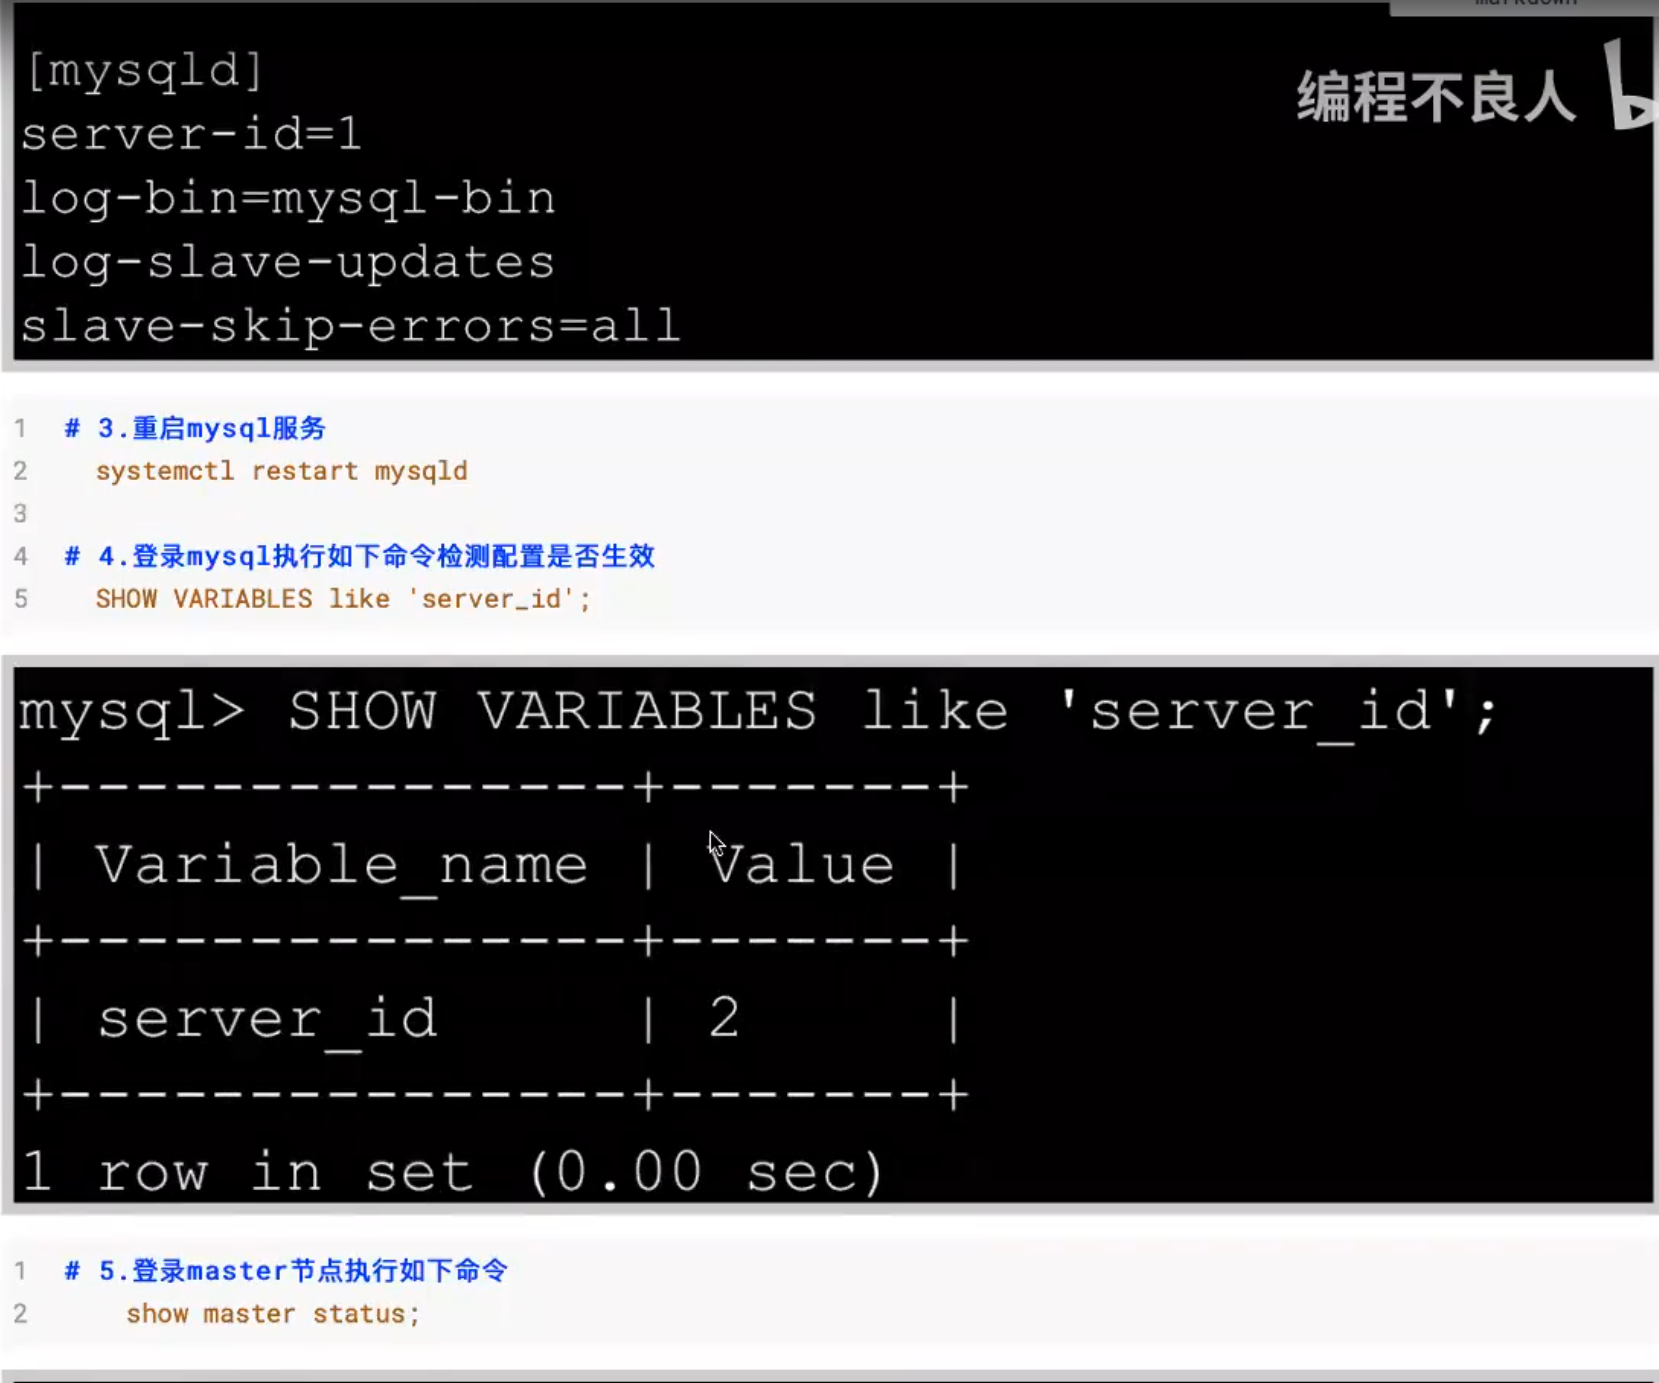 markdown
[mysqld]
编程不良人
server-id=1
log-bin=mysql-bin
log-slave-updates
slave-skip-errors=all
1 # 3.重启mysql服务
2 systemctl restart mysqld
3
4 # 4.登录mysql执行如下命令检测配置是否生效
5 SHOW VARIABLES like 'server_id';
mysql> SHOW VARIABLES like 'server_id';
+---------------+-------+
| Variable_name | Value |
+---------------+-------+
| server_id     | 2     |
+---------------+-------+
1 row in set (0.00 sec)
1 # 5.登录master节点执行如下命令
2 show master status;